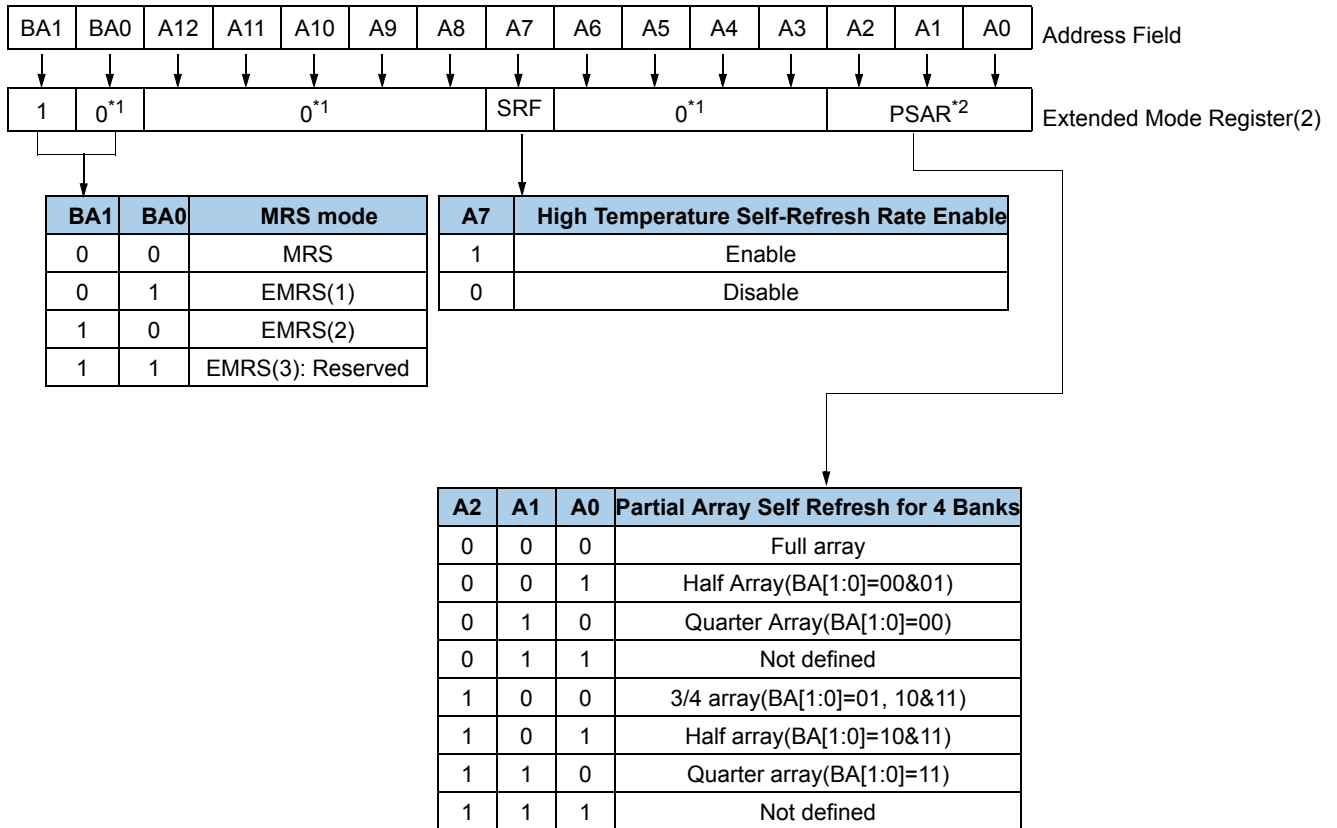 BA1 BA0 A12 A11 A10 A9 A8 A7 A6 A5 A4 A3 A2 A1 A0 Address Field
1 0*1 0*1 SRF 0*1 PSAR*2 Extended Mode Register(2)
BA1 BA0 MRS mode
0 0 MRS
0 1 EMRS(1)
1 0 EMRS(2)
1 1 EMRS(3): Reserved
A7 High Temperature Self-Refresh Rate Enable
1 Enable
0 Disable
A2 A1 A0 Partial Array Self Refresh for 4 Banks
0 0 0 Full array
0 0 1 Half Array(BA[1:0]=00&01)
0 1 0 Quarter Array(BA[1:0]=00)
0 1 1 Not defined
1 0 0 3/4 array(BA[1:0]=01, 10&11)
1 0 1 Half array(BA[1:0]=10&11)
1 1 0 Quarter array(BA[1:0]=11)
1 1 1 Not defined